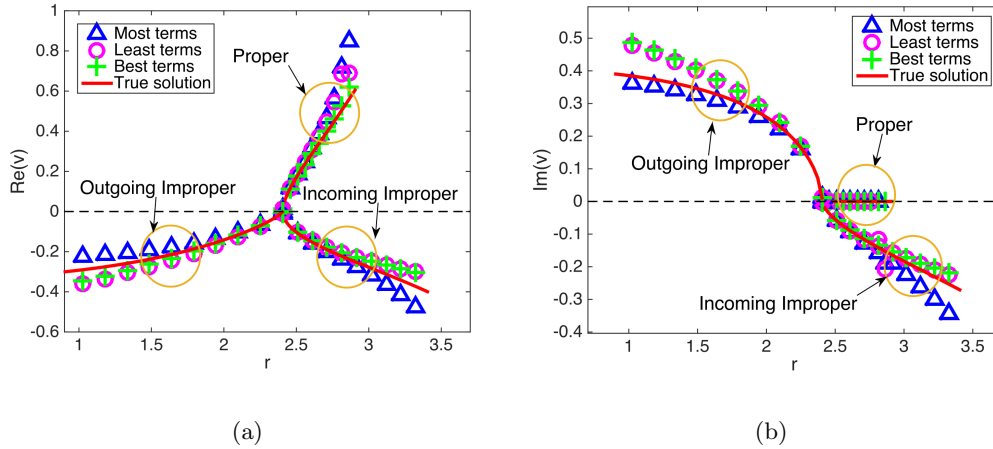 1
0.8
0.6
0.4
0.2
0
-0.2
-0.4
-0.6
Re(v)
Most terms
Least terms
Best terms
True solution
Proper
Outgoing Improper
Incoming Improper
1
1.5
2
2.5
3
3.5
r
(a)
0.5
0.4
0.3
0.2
0.1
0
-0.1
-0.2
-0.3
-0.4
Im(v)
Most terms
Least terms
Best terms
True solution
Proper
Outgoing Improper
Incoming Improper
1
1.5
2
2.5
3
3.5
r
(b)